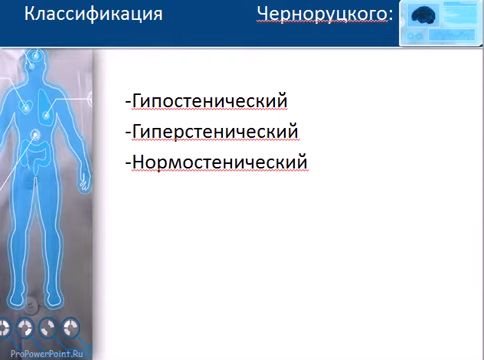 Классификация Черноруцкого:
-Гипостенический
-Гиперстенический
-Нормостенический
ProPowerPoint.Ru